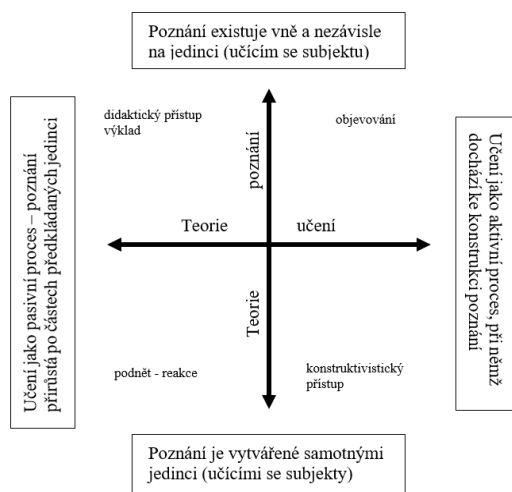 Poznání existuje vně a nezávisle
na jedinci (učícím se subjektu)
didaktický přístup
výklad
objevování
poznání
Učení jako pasivní proces – poznání
přirůstá po částech předkládaných jedinci
Učení jako aktivní proces, při němž
dochází ke konstrukci poznání
Teorie učení
Teorie
podnět - reakce
konstruktivistický
přístup
Poznání je vytvářené samotnými
jedinci (učícími se subjekty)